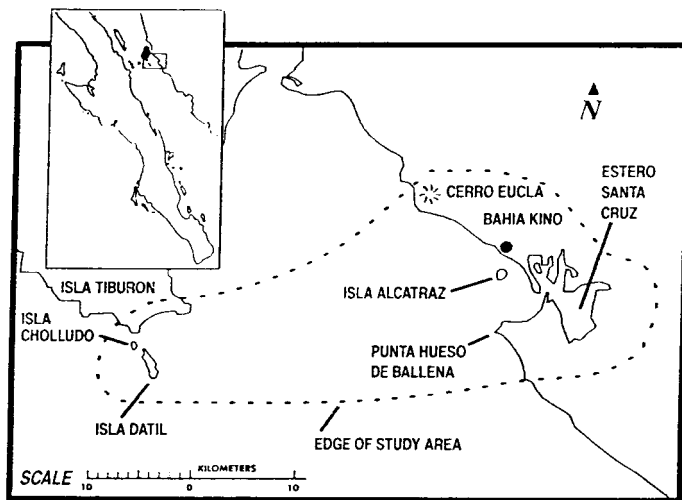 N
ESTERO
SANTA
CRUZ
CERRO EUCLA
BAHIA KINO
ISLA TIBURON
ISLA ALCATRAZ
ISLA
CHOLLUDO
PUNTA HUESO
DE BALLENA
ISLA DATIL
EDGE OF STUDY AREA
KILOMETERS
SCALE
10 0 10